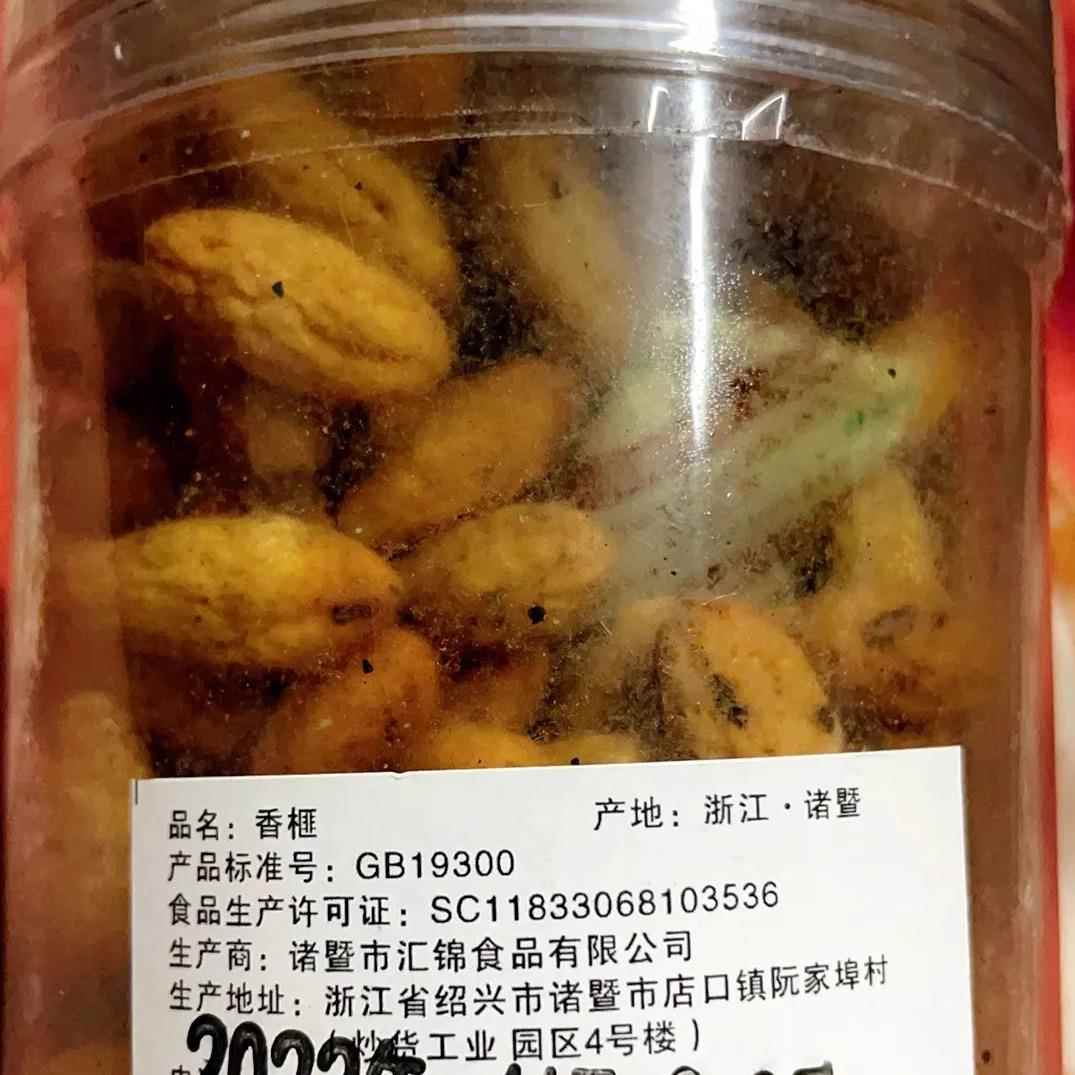 品名：香榧 产地：浙江·诸暨
产品标准号：GB19300
食品生产许可证：SC11833068103536
生产商：诸暨市汇锦食品有限公司
生产地址：浙江省绍兴市诸暨市店口镇阮家埠村
（炒货工业 园区4号楼）